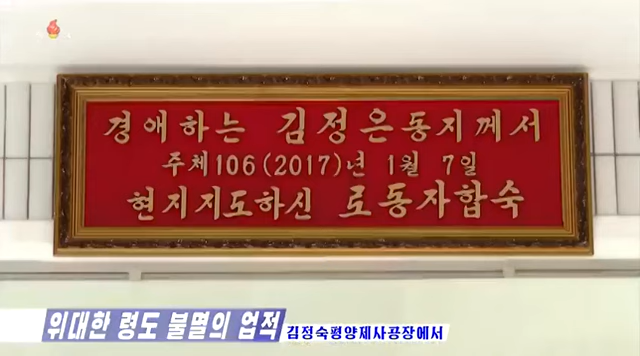 경애하는 김정은동지께서
주체106(2017)년 1월 7일
현지지도하신 로동자합숙
위대한 령도 불멸의 업적 김정숙평양제사공장에서